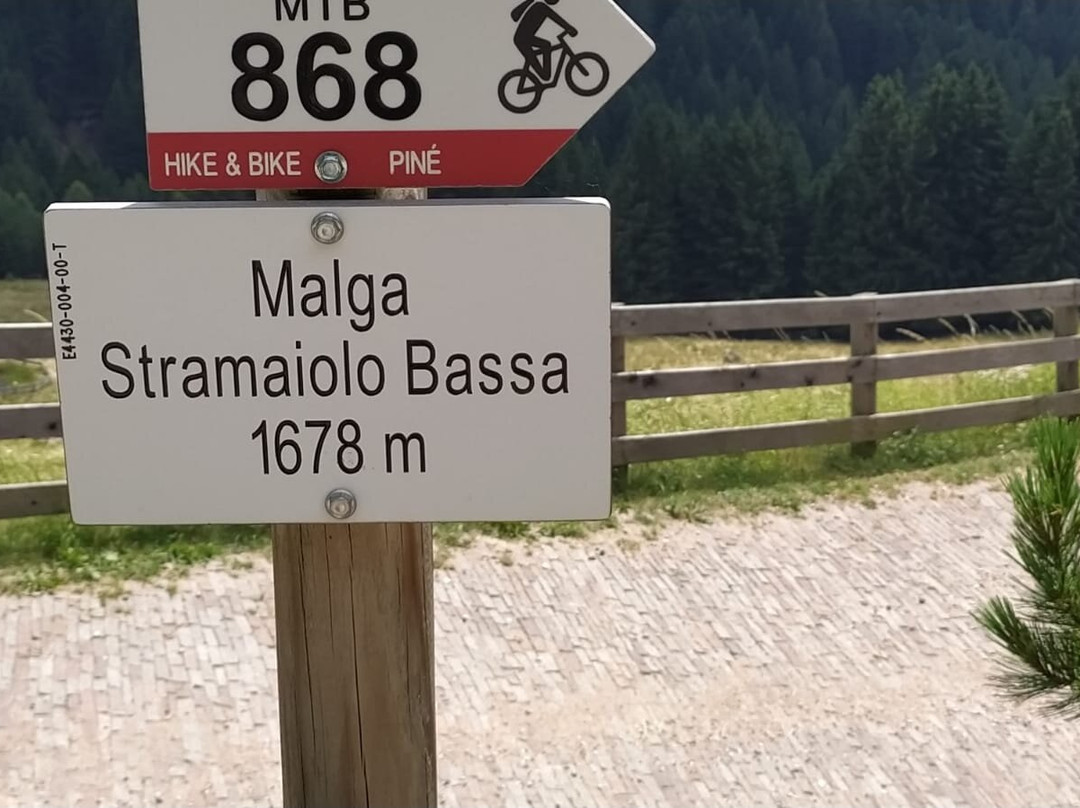 MTB
868
HIKE & BIKE PINÉ
E4430-004-00-T
Malga
Stramaiolo Bassa
1678 m